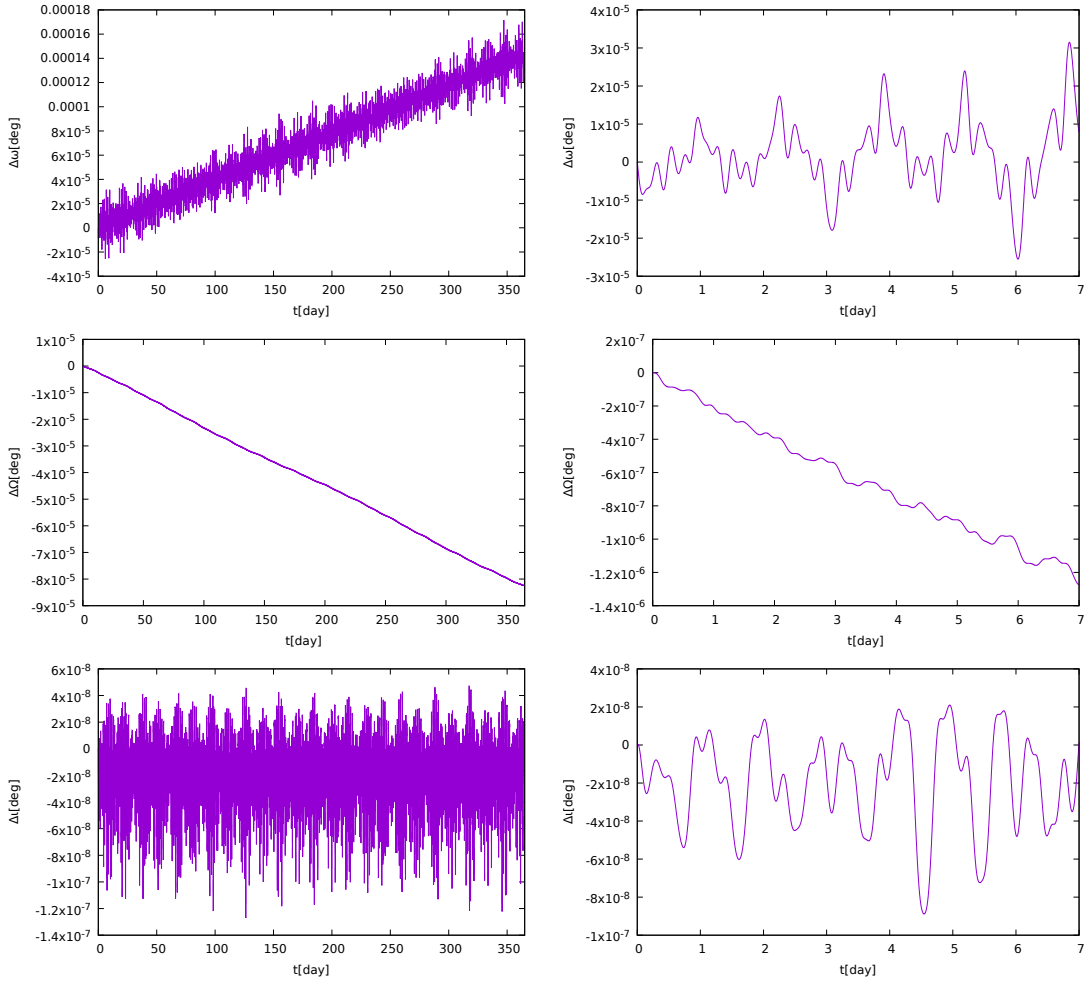 0.00018
0.00016
0.00014
0.00012
0.0001
8x10⁻⁵
6x10⁻⁵
4x10⁻⁵
2x10⁻⁵
0
-2x10⁻⁵
-4x10⁻⁵
Δω[deg]
0 50 100 150 200 250 300 350
t[day]
4x10⁻⁵
3x10⁻⁵
2x10⁻⁵
1x10⁻⁵
0
-1x10⁻⁵
-2x10⁻⁵
-3x10⁻⁵
Δω[deg]
0 1 2 3 4 5 6 7
t[day]
1x10⁻⁵
0
-1x10⁻⁵
-2x10⁻⁵
-3x10⁻⁵
-4x10⁻⁵
-5x10⁻⁵
-6x10⁻⁵
-7x10⁻⁵
-8x10⁻⁵
-9x10⁻⁵
ΔΩ[deg]
0 50 100 150 200 250 300 350
t[day]
2x10⁻⁷
0
-2x10⁻⁷
-4x10⁻⁷
-6x10⁻⁷
-8x10⁻⁷
-1x10⁻⁶
-1.2x10⁻⁶
-1.4x10⁻⁶
ΔΩ[deg]
0 1 2 3 4 5 6 7
t[day]
6x10⁻⁸
4x10⁻⁸
2x10⁻⁸
0
-2x10⁻⁸
-4x10⁻⁸
-6x10⁻⁸
-8x10⁻⁸
-1x10⁻⁷
-1.2x10⁻⁷
-1.4x10⁻⁷
Δι[deg]
0 50 100 150 200 250 300 350
t[day]
4x10⁻⁸
2x10⁻⁸
0
-2x10⁻⁸
-4x10⁻⁸
-6x10⁻⁸
-8x10⁻⁸
-1x10⁻⁷
Δι[deg]
0 1 2 3 4 5 6 7
t[day]